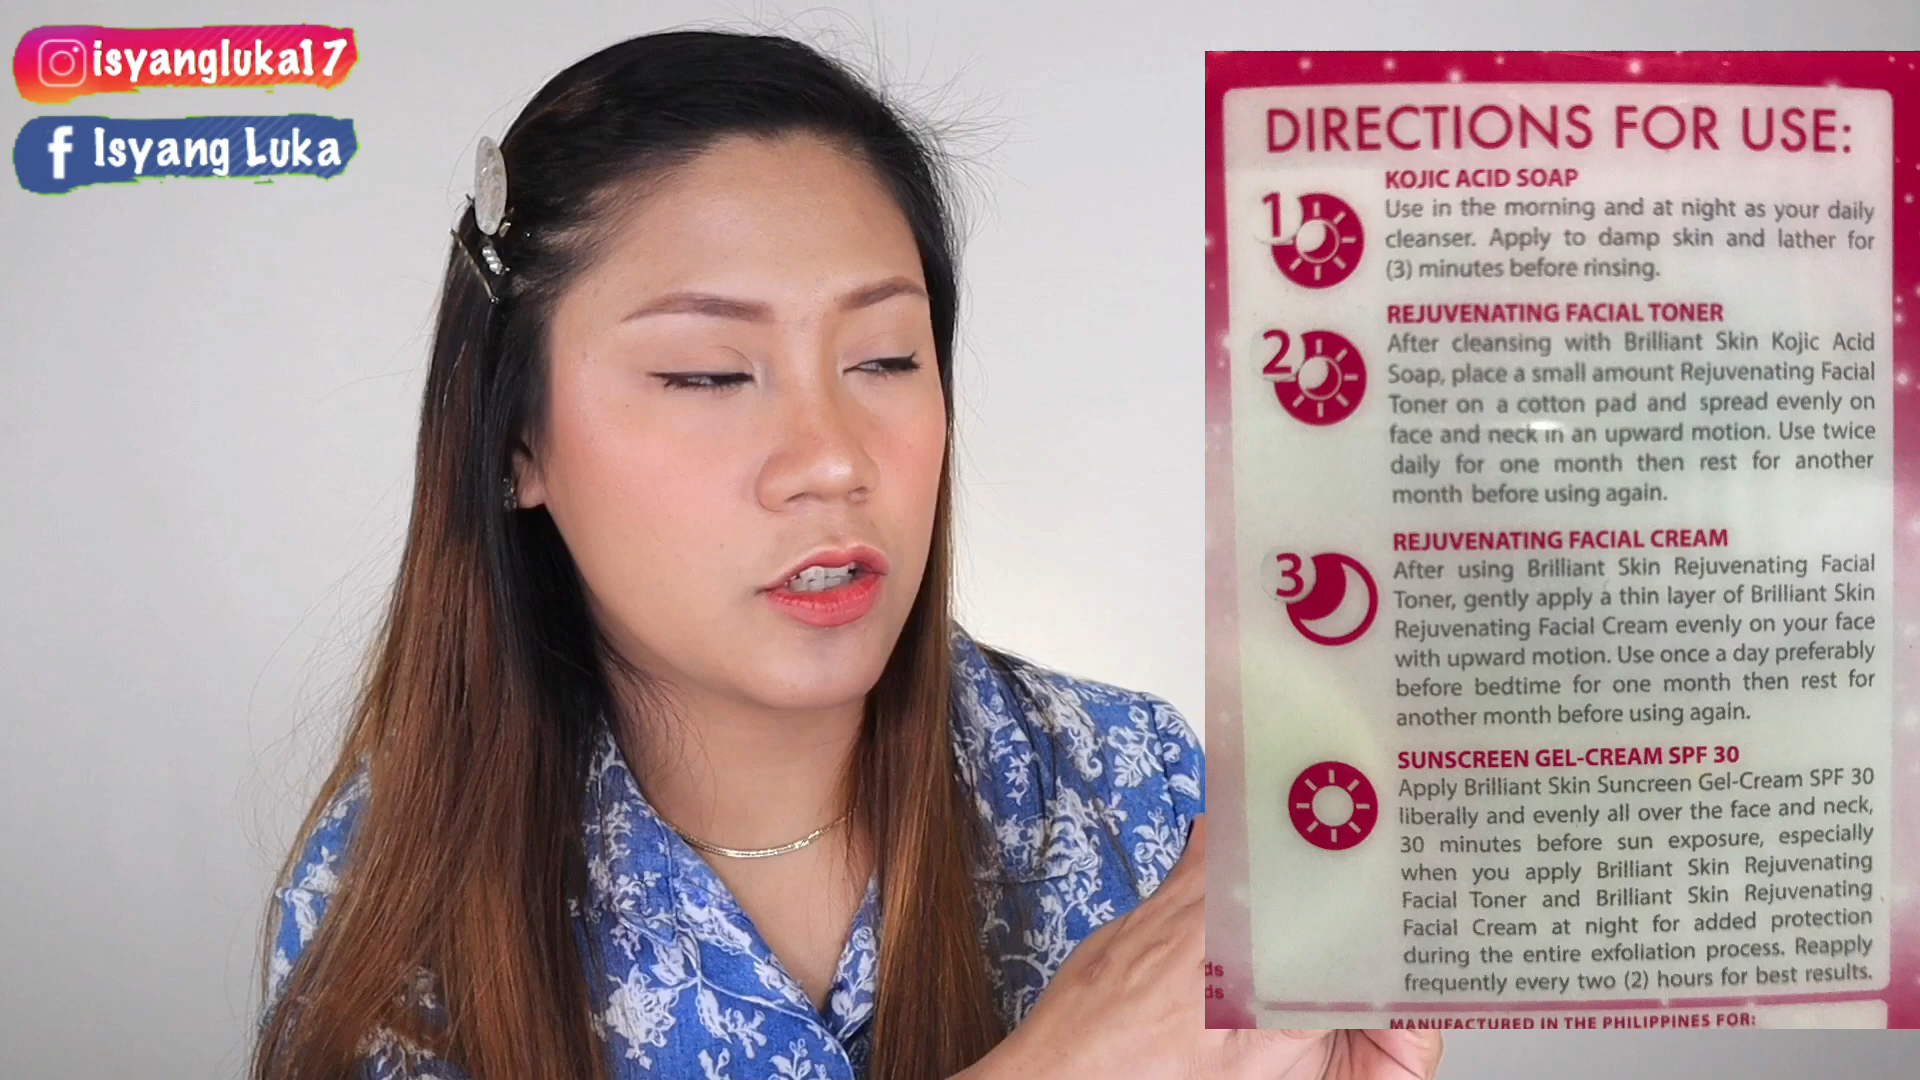 isyangluka17
f Isyang Luka
DIRECTIONS FOR USE:
1
KOJIC ACID SOAP
Use in the morning and at night as your daily
cleanser. Apply to damp skin and lather for
(3) minutes before rinsing.
2
REJUVENATING FACIAL TONER
After cleansing with Brilliant Skin Kojic Acid
Soap, place a small amount Rejuvenating Facial
Toner on a cotton pad and spread evenly on
face and neck in an upward motion. Use twice
daily for one month then rest for another
month before using again.
3
REJUVENATING FACIAL CREAM
After using Brilliant Skin Rejuvenating Facial
Toner, gently apply a thin layer of Brilliant Skin
Rejuvenating Facial Cream evenly on your face
with upward motion. Use once a day preferably
before bedtime for one month then rest for
another month before using again.
SUNSCREEN GEL-CREAM SPF 30
Apply Brilliant Skin Suncreen Gel-Cream SPF 30
liberally and evenly all over the face and neck,
30 minutes before sun exposure, especially
when you apply Brilliant Skin Rejuvenating
Facial Toner and Brilliant Skin Rejuvenating
Facial Cream at night for added protection
during the entire exfoliation process. Reapply
frequently every two (2) hours for best results.
ds
ds
MANUFACTURED IN THE PHILIPPINES FOR: